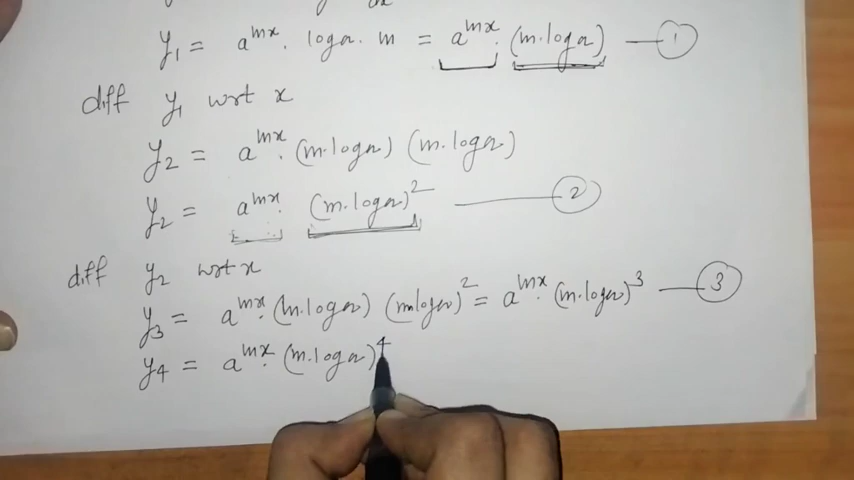 y₁ = a^{mx} · loga · m = a^{mx} · (m·loga) — ①
diff y₁ wrt x
y₂ = a^{mx} · (m·loga) (m·loga)
y₂ = a^{mx} · (m·loga)² — ②
diff y₂ wrt x
y₃ = a^{mx} · (m·loga) (mloga)² = a^{mx} · (m·loga)³ — ③
y₄ = a^{mx} · (m·loga)⁴